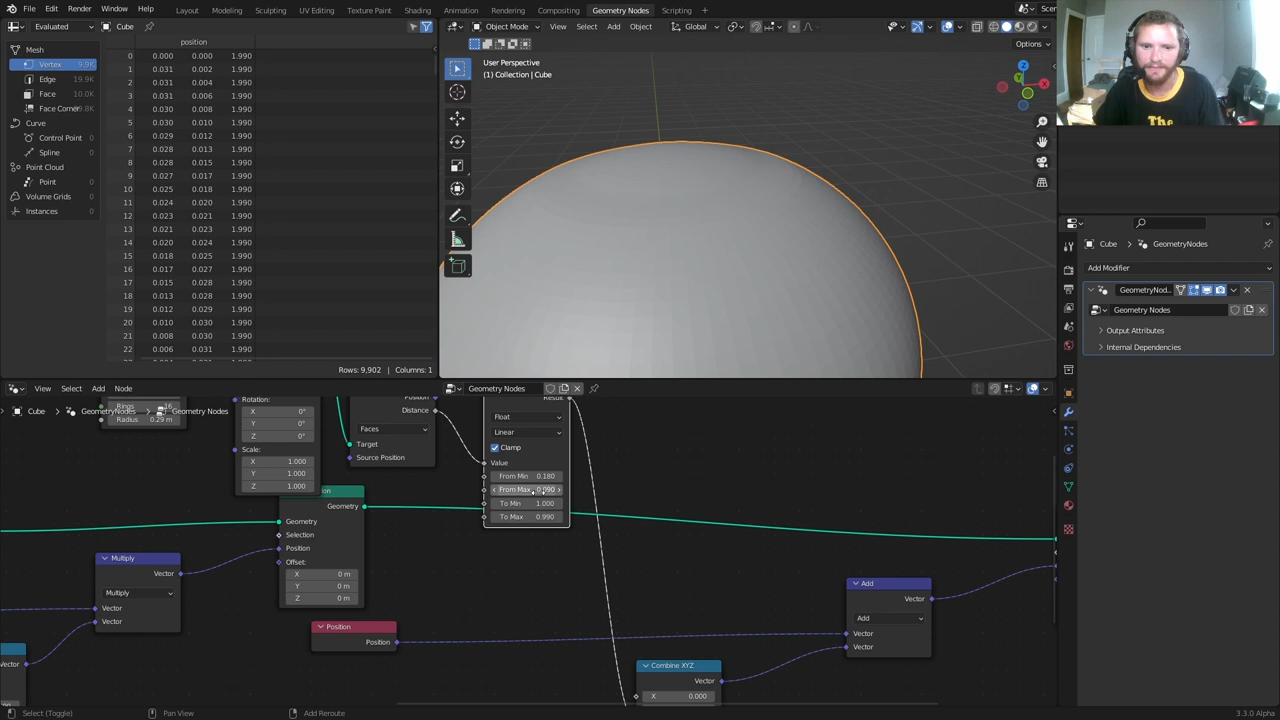 File Edit Render Window Help
Layout Modeling Sculpting UV Editing Texture Paint Shading Animation Rendering Compositing Geometry Nodes Scripting
Evaluated
Cube
Object Mode
View Select Add Object
Global
Options
Mesh
Vertex 9.9K
Edge 19.9K
Face 10.0K
Curve
Control Point 0
Spline 0
Point Cloud
Point 0
Volume Grids 0
Instances 0
position
0 0.000 0.000 1.990
1 0.031 0.002 1.990
2 0.031 0.004 1.990
3 0.031 0.006 1.990
4 0.030 0.008 1.990
5 0.030 0.010 1.990
6 0.029 0.012 1.990
7 0.028 0.013 1.990
8 0.028 0.015 1.990
9 0.027 0.017 1.990
10 0.025 0.018 1.990
11 0.024 0.020 1.990
12 0.023 0.021 1.990
13 0.021 0.023 1.990
14 0.020 0.024 1.990
15 0.018 0.025 1.990
16 0.017 0.027 1.990
17 0.015 0.028 1.990
18 0.013 0.028 1.990
19 0.012 0.029 1.990
20 0.010 0.030 1.990
21 0.008 0.030 1.990
22 0.006 0.031 1.990
Rows: 9,902 | Columns: 1
User Perspective
(1) Collection | Cube
Z
Y
X
The
Cube
GeometryNodes
Add Modifier
GeometryNod...
Geometry Nodes
Output Attributes
Internal Dependencies
View Select Add Node
Geometry Nodes
Cube
GeometryNodes
Geometry Nodes
Radius 0.29 m
Rotation:
X 0°
Y 0°
Z 0°
Scale:
X 1.000
Y 1.000
Z 1.000
Distance
Faces
Target
Source Position
Float
Linear
Clamp
Value
From Min 0.180
From Max 0.090
To Min 1.000
To Max 0.990
Geometry
Geometry
Selection
Position
Offset:
X 0 m
Y 0 m
Z 0 m
Multiply
Vector
Multiply
Vector
Vector
Position
Position
Add
Vector
Add
Vector
Vector
Combine XYZ
Vector
X 0.000
Select (Toggle)
Pan View
Add Reroute
3.3.0 Alpha